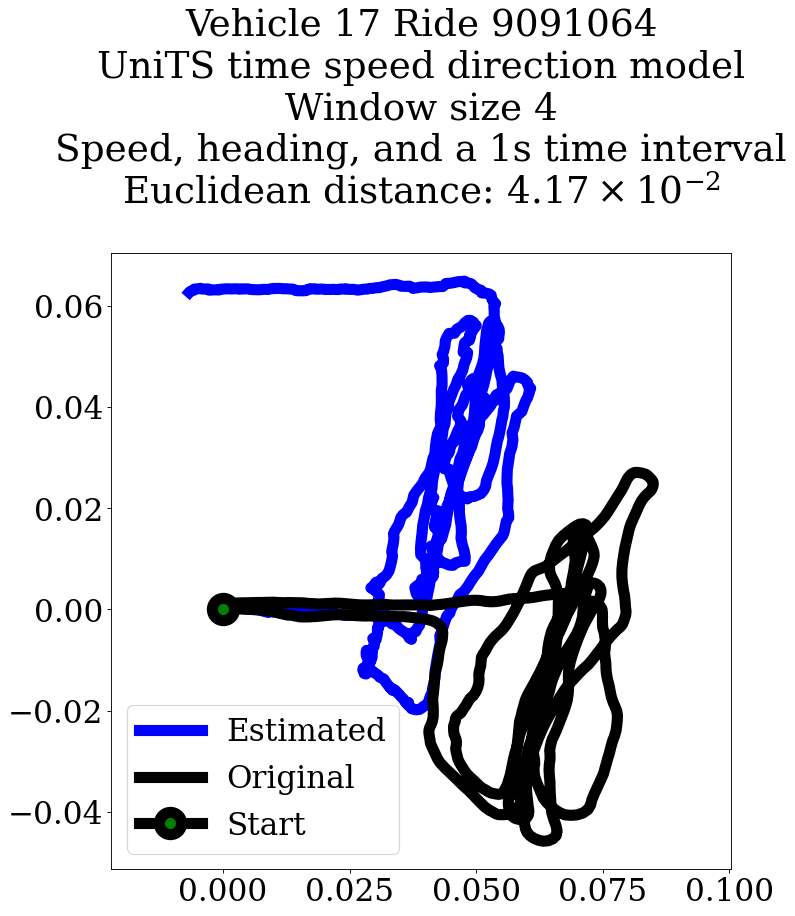 Vehicle 17 Ride 9091064
UniTS time speed direction model
Window size 4
Speed, heading, and a 1s time interval
Euclidean distance: 4.17 × 10⁻²
0.06
0.04
0.02
0.00
−0.02
−0.04
Estimated
Original
Start
0.000 0.025 0.050 0.075 0.100